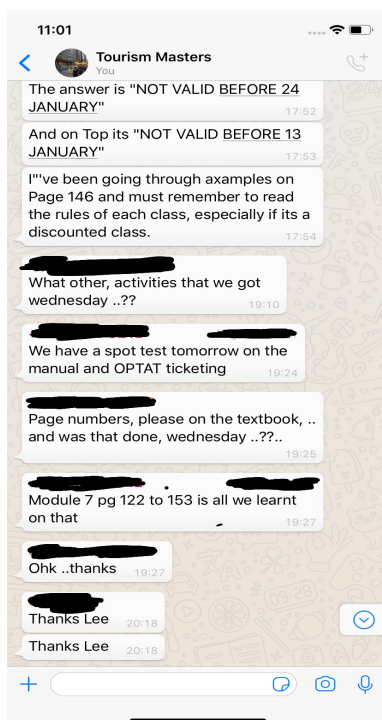 11:01
Tourism Masters
You
The answer is "NOT VALID BEFORE 24
JANUARY"
17:52
And on Top its "NOT VALID BEFORE 13
JANUARY"
17:53
I"'ve been going through axamples on
Page 146 and must remember to read
the rules of each class, especially if its a
discounted class.
17:54
What other, activities that we got
wednesday ..??
19:10
We have a spot test tomorrow on the
manual and OPTAT ticketing
19:24
Page numbers, please on the textbook, ..
and was that done, wednesday ..??..
19:25
Module 7 pg 122 to 153 is all we learnt
on that
19:27
Ohk ..thanks
19:27
Thanks Lee
20:18
Thanks Lee
20:18